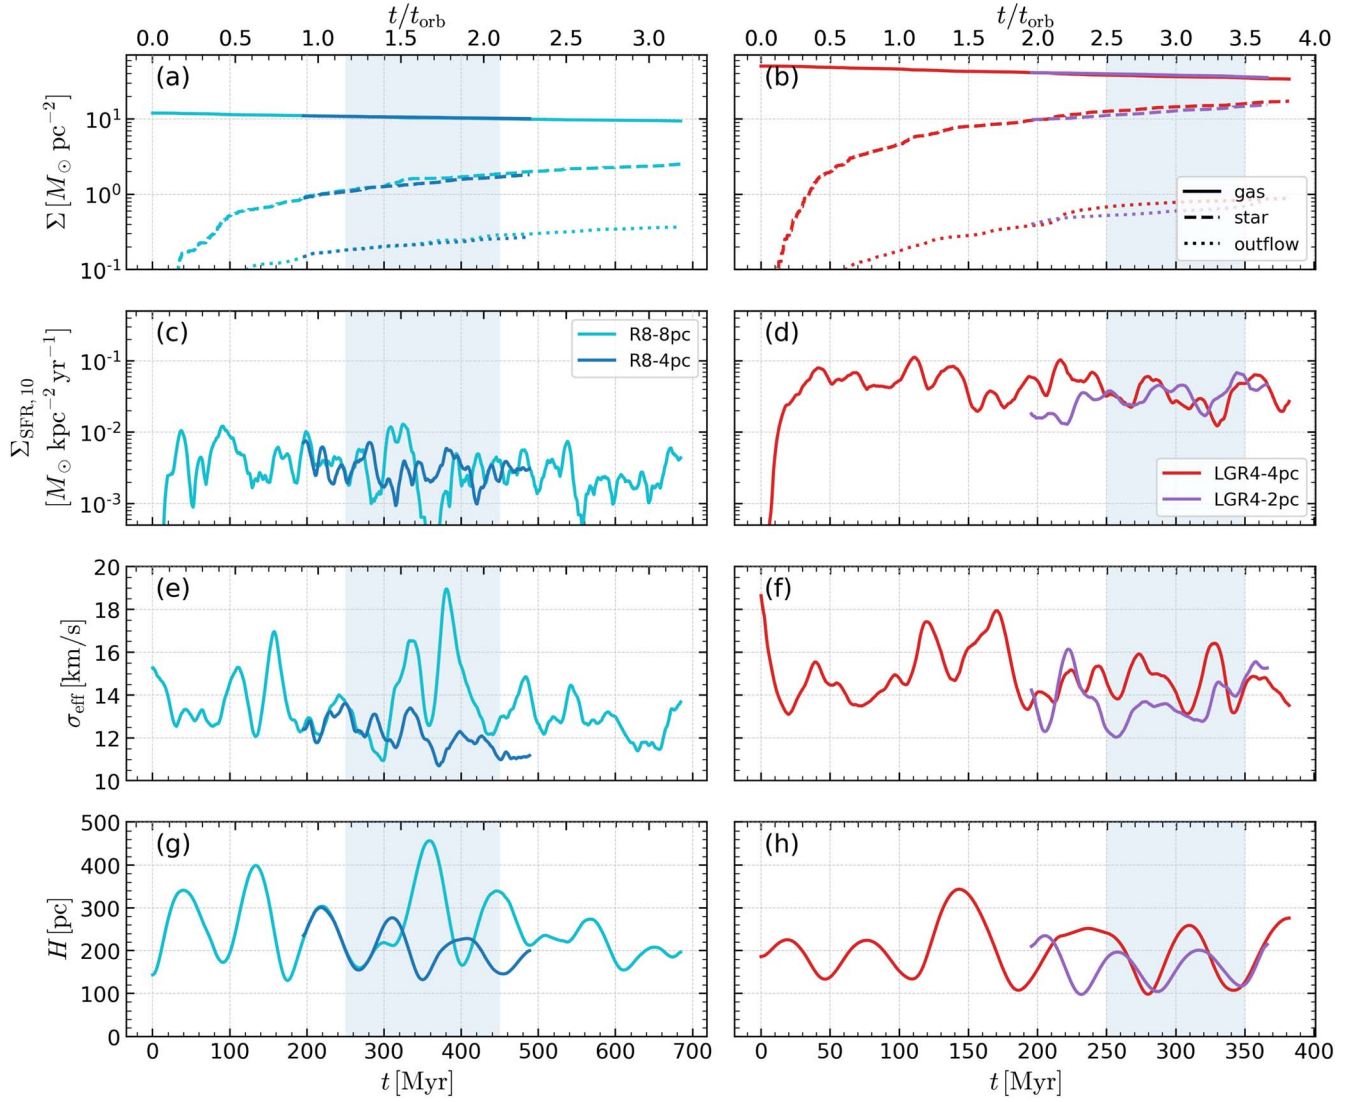 t/t_orb
t/t_orb
0.0 0.5 1.0 1.5 2.0 2.5 3.0
0.0 0.5 1.0 1.5 2.0 2.5 3.0 3.5 4.0
(a)
Σ [M⊙ pc⁻²]
10¹
10⁰
10⁻¹
(b)
gas
star
outflow
(c)
Σ_SFR, 10
[M⊙ kpc⁻² yr⁻¹]
10⁻¹
10⁻²
10⁻³
R8-8pc
R8-4pc
(d)
LGR4-4pc
LGR4-2pc
(e)
σ_eff [km/s]
20
18
16
14
12
10
(f)
(g)
H [pc]
500
400
300
200
100
0
(h)
0 100 200 300 400 500 600 700
0 50 100 150 200 250 300 350 400
t [Myr]
t [Myr]